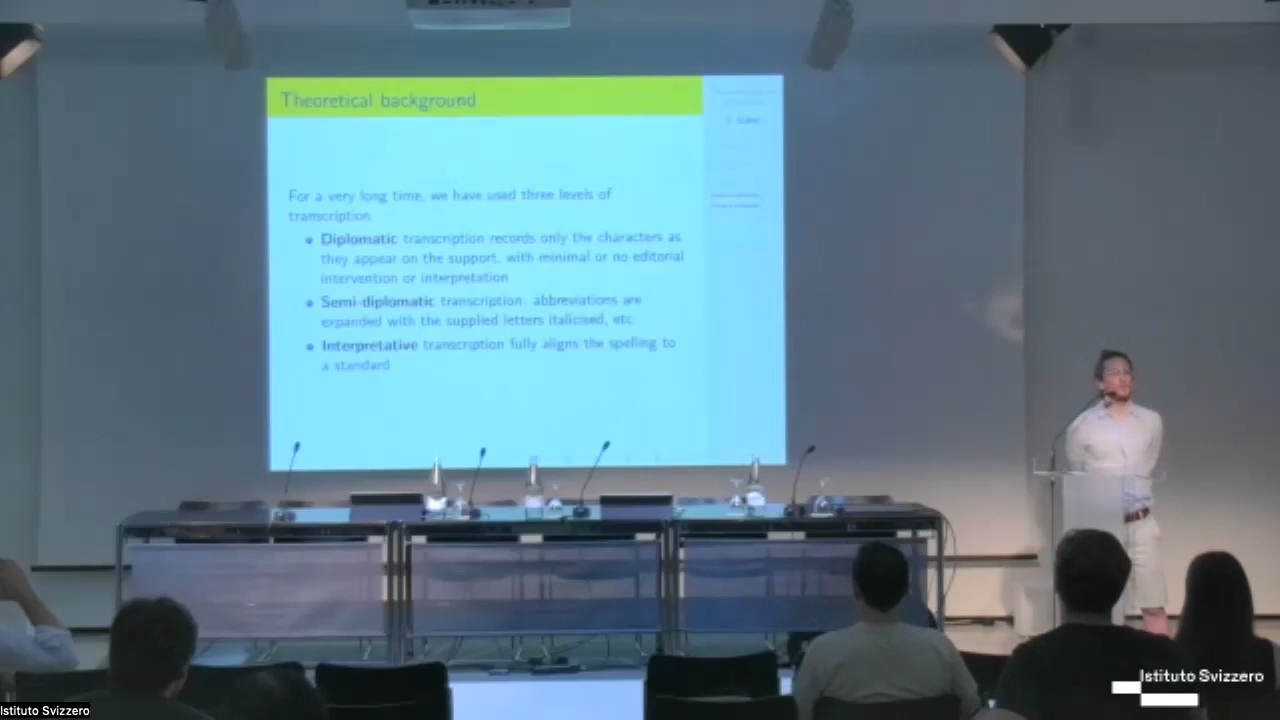 Theoretical background
For a very long time, we have used three levels of
transcription
Diplomatic transcription records only the characters as
they appear on the support, with minimal or no editorial
intervention or interpretation
Semi-diplomatic transcription: abbreviations are
expanded with the supplied letters italicised, etc
Interpretative transcription fully aligns the spelling to
a standard
Istituto Svizzero
Istituto Svizzero